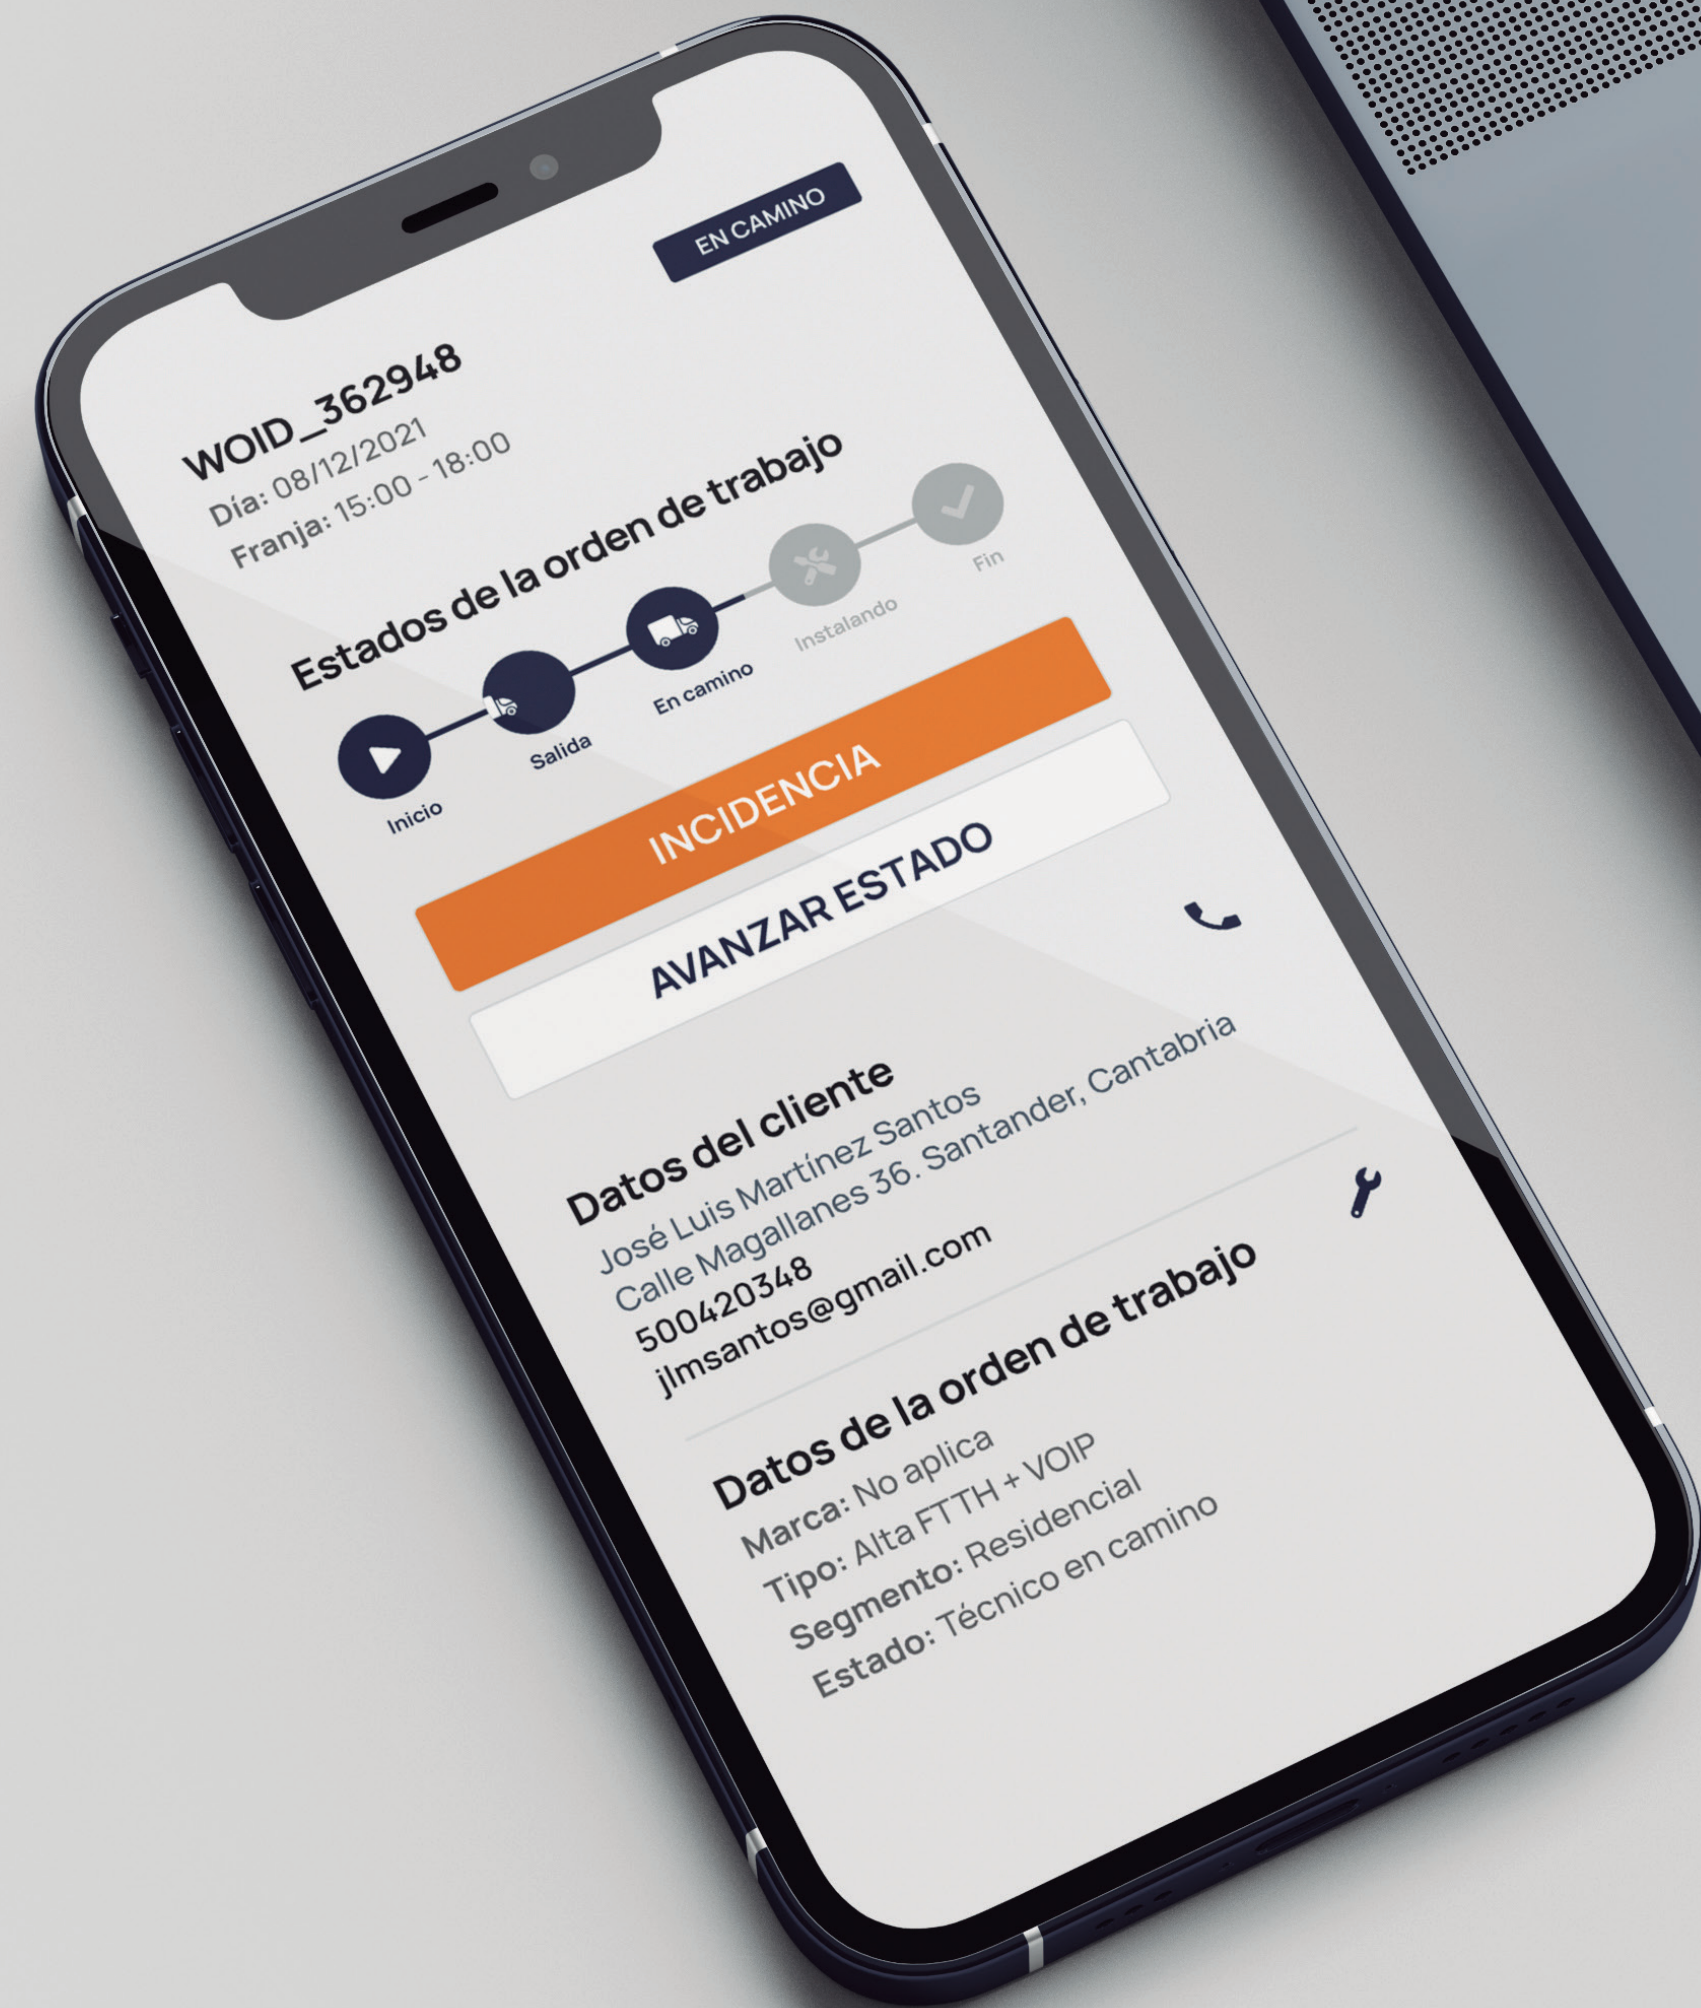 EN CAMINO
WOID_362948
Día: 08/12/2021
Franja: 15:00 - 18:00
Estados de la orden de trabajo
Inicio
Salida
En camino
Instalando
Fin
INCIDENCIA
AVANZAR ESTADO
Datos del cliente
José Luis Martínez Santos
Calle Magallanes 36. Santander, Cantabria
500420348
jlmsantos@gmail.com
Datos de la orden de trabajo
Marca: No aplica
Tipo: Alta FTTH + VOIP
Segmento: Residencial
Estado: Técnico en camino